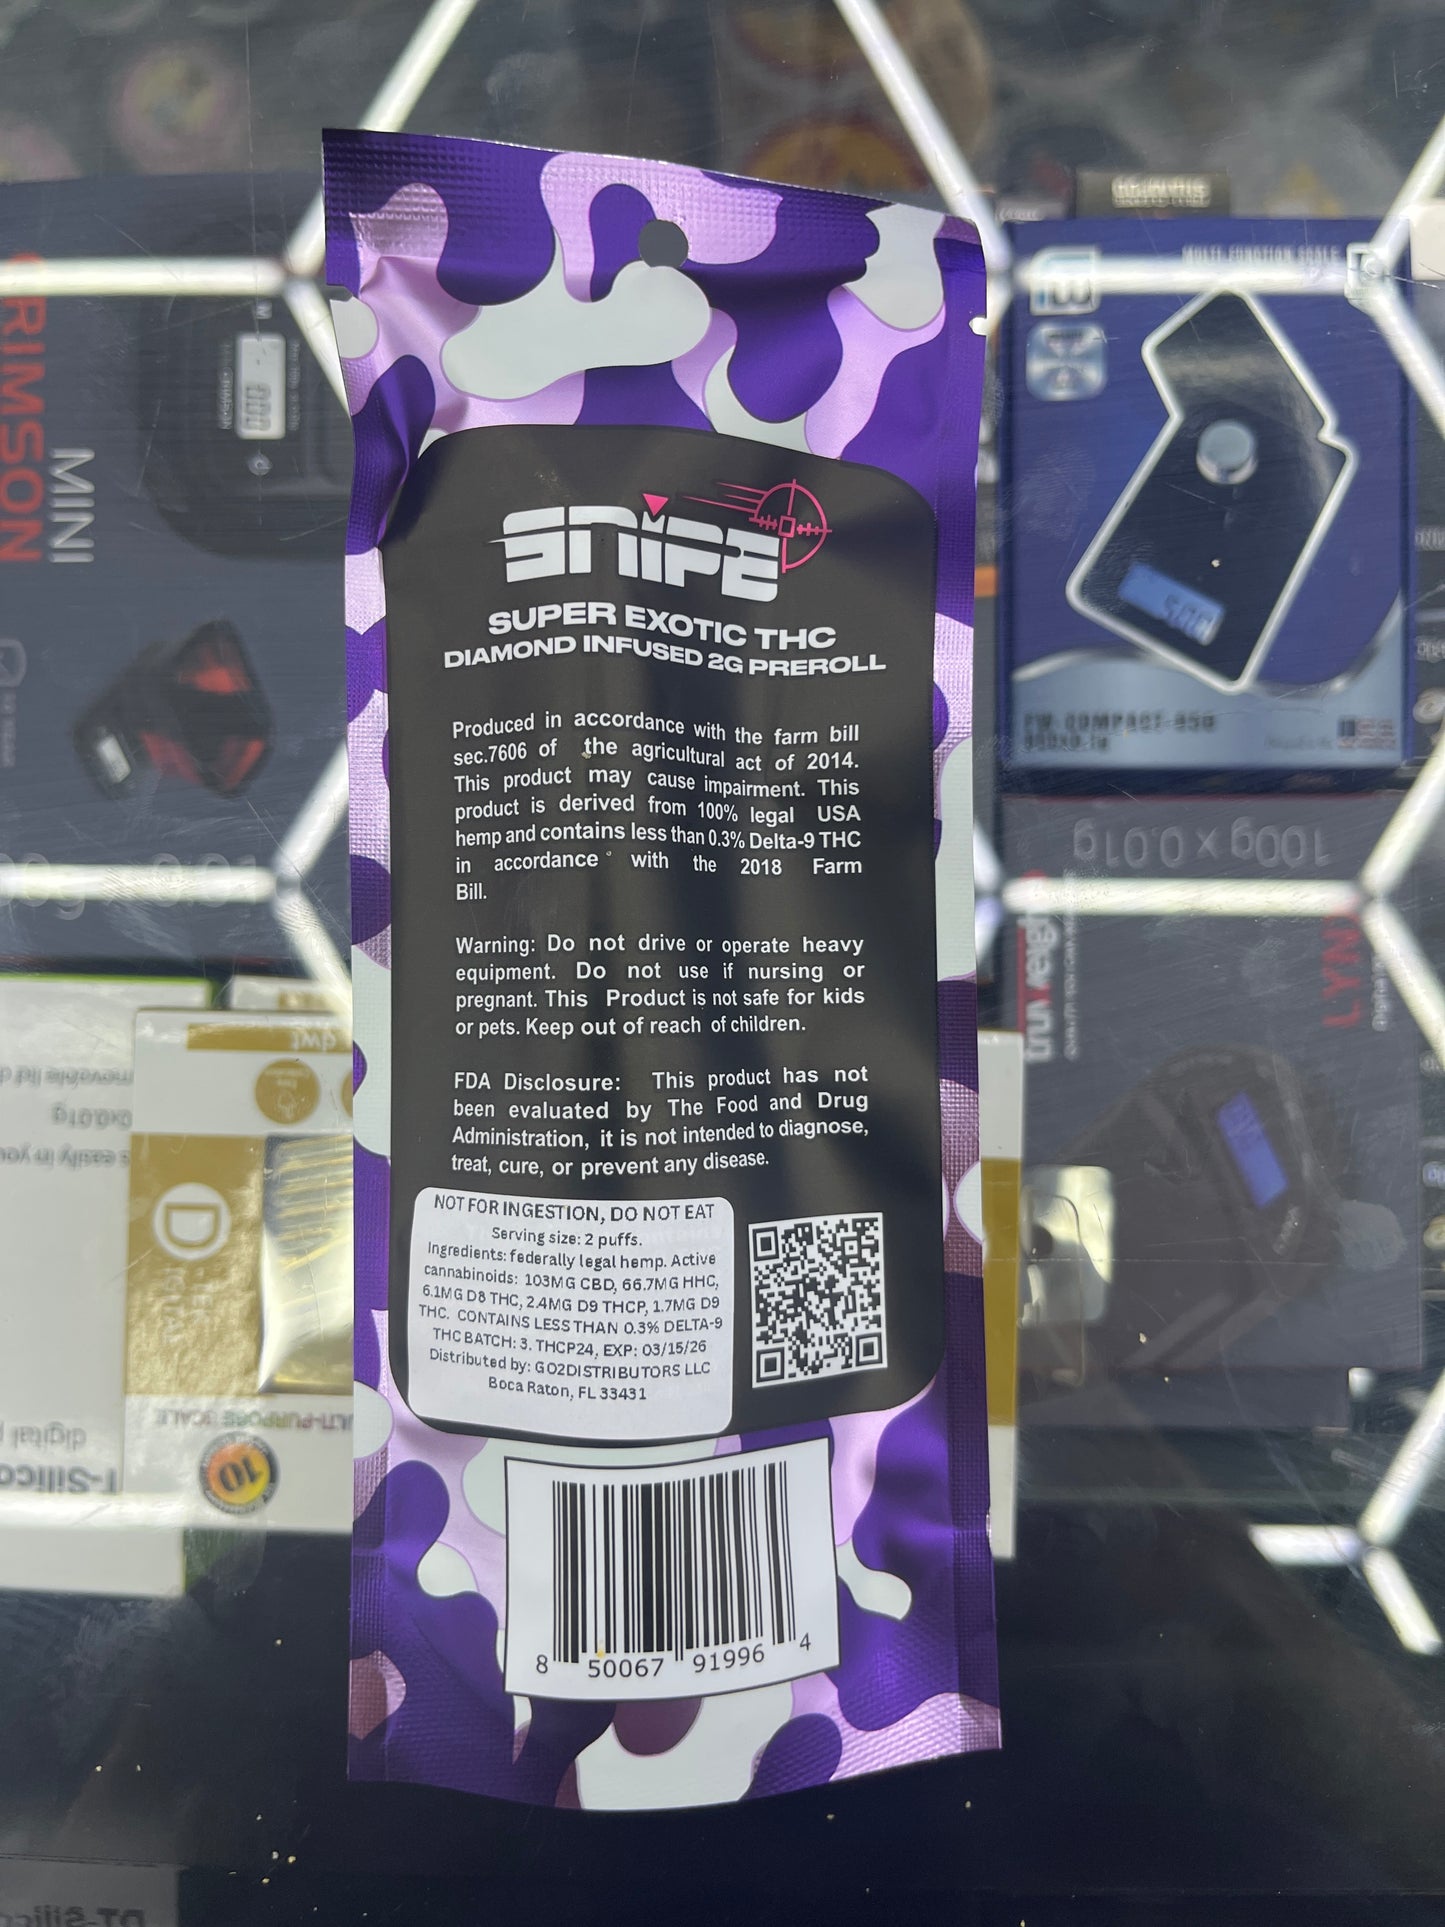 SNIPE
SUPER EXOTIC THC
DIAMOND INFUSED 2G PREROLL
Produced in accordance with the farm bill
sec.7606 of the agricultural act of 2014.
This product may cause impairment. This
product is derived from 100% legal USA
hemp and contains less than 0.3% Delta-9 THC
in accordance with the 2018 Farm
Bill.
Warning: Do not drive or operate heavy
equipment. Do not use if nursing or
pregnant. This Product is not safe for kids
or pets. Keep out of reach of children.
FDA Disclosure: This product has not
been evaluated by The Food and Drug
Administration, it is not intended to diagnose,
treat, cure, or prevent any disease.
NOT FOR INGESTION, DO NOT EAT
Serving size: 2 puffs.
Ingredients: federally legal hemp. Active
cannabinoids: 103MG CBD, 66.7MG HHC,
6.1MG D8 THC, 2.4MG D9 THCP, 1.7MG D9
THC. CONTAINS LESS THAN 0.3% DELTA-9
THC BATCH: 3. THCP24, EXP: 03/15/26
Distributed by: GO2DISTRIBUTORS LLC
Boca Raton, FL 33431
8 50067 91996 4
CRIMSON
MINI
MULTI-FUNCTION SCALE
100g x 0.01g
truweigh
LYNX
dwt
digital
10